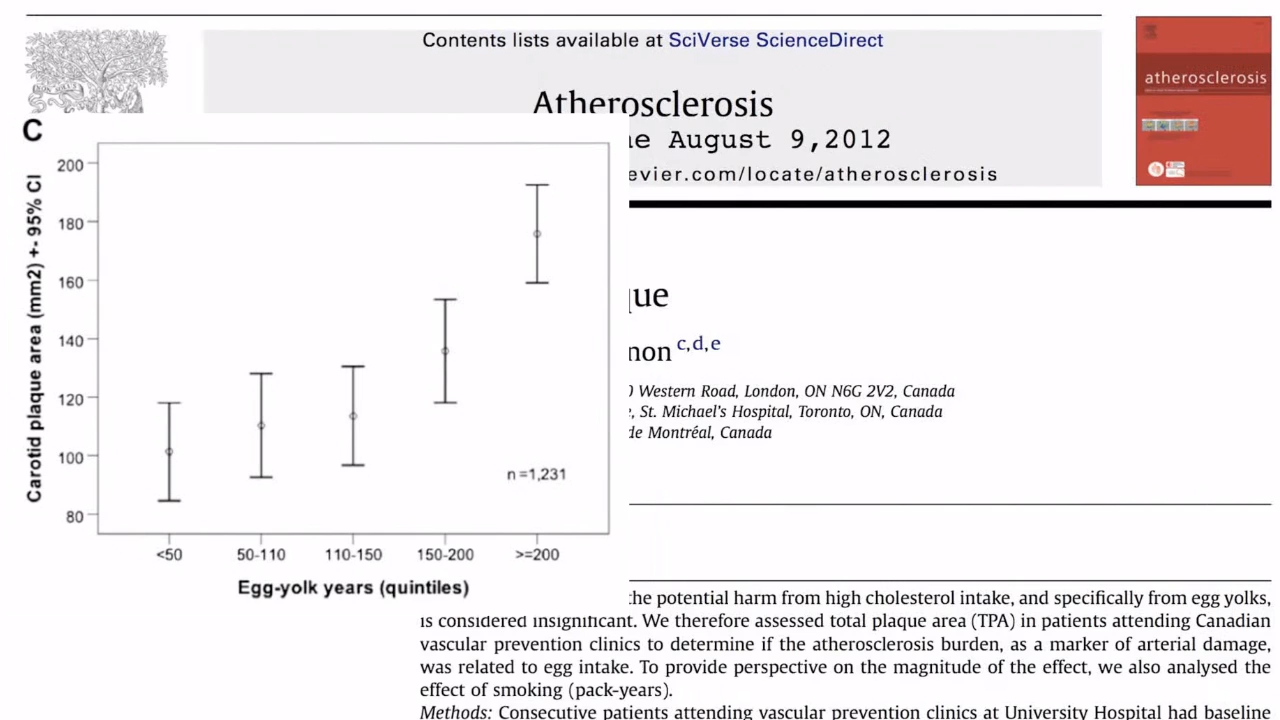 Contents lists available at SciVerse ScienceDirect
Atherosclerosis
ne August 9,2012
evier.com/locate/atherosclerosis
atherosclerosis
C
Carotid plaque area (mm2) +- 95% CI
200
180
160
140
120
100
80
n=1,231
<50 50-110 110-150 150-200 >=200
Egg-yolk years (quintiles)
que
non c,d,e
0 Western Road, London, ON N6G 2V2, Canada
e, St. Michael's Hospital, Toronto, ON, Canada
de Montréal, Canada
the potential harm from high cholesterol intake, and specifically from egg yolks,
is considered insignificant. We therefore assessed total plaque area (TPA) in patients attending Canadian
vascular prevention clinics to determine if the atherosclerosis burden, as a marker of arterial damage,
was related to egg intake. To provide perspective on the magnitude of the effect, we also analysed the
effect of smoking (pack-years).
Methods: Consecutive patients attending vascular prevention clinics at University Hospital had baseline